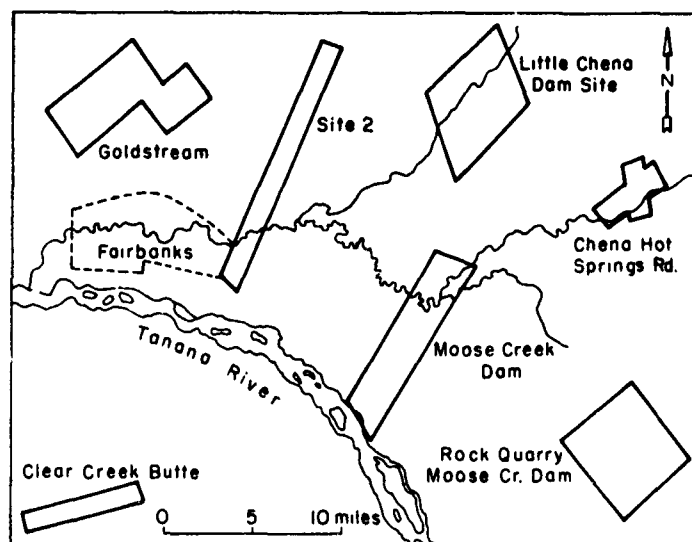 Little Chena
Dam Site
N
Site 2
Goldstream
Fairbanks
Chena Hot
Springs Rd.
Tanana River
Moose Creek
Dam
Rock Quarry
Moose Cr. Dam
Clear Creek Butte
0 5 10 miles